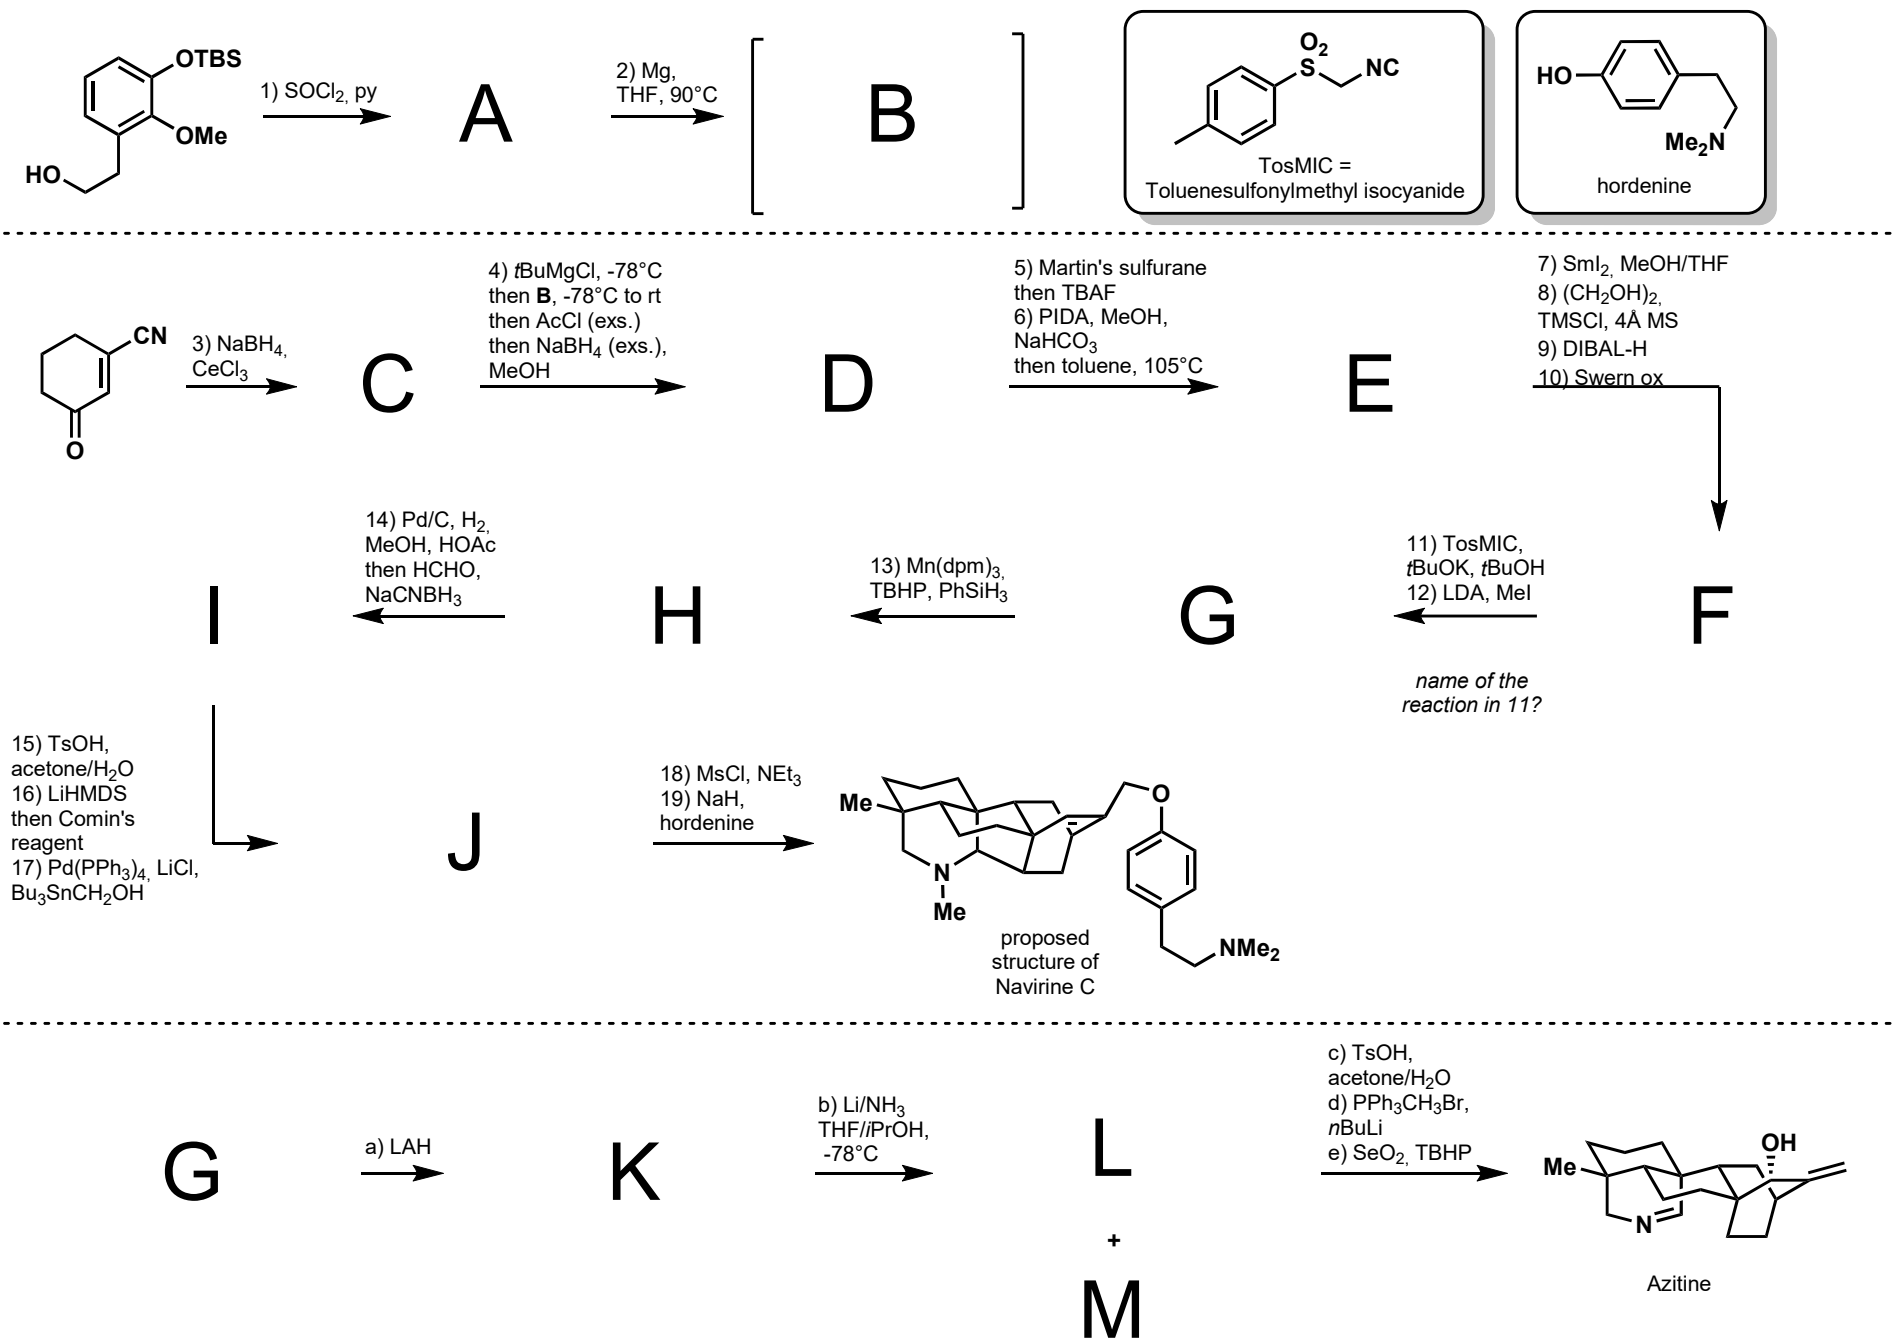 OTBS
OMe
HO
1) SOCl2, py
A
2) Mg,
THF, 90°C
B
O2
S
NC
TosMIC =
Toluenesulfonylmethyl isocyanide
HO
Me2N
hordenine
CN
O
3) NaBH4,
CeCl3
C
4) tBuMgCl, -78°C
then B, -78°C to rt
then AcCl (exs.)
then NaBH4 (exs.),
MeOH
D
5) Martin's sulfurane
then TBAF
6) PIDA, MeOH,
NaHCO3
then toluene, 105°C
E
7) SmI2, MeOH/THF
8) (CH2OH)2,
TMSCl, 4Å MS
9) DIBAL-H
10) Swern ox
F
11) TosMIC,
tBuOK, tBuOH
12) LDA, MeI
name of the
reaction in 11?
G
13) Mn(dpm)3,
TBHP, PhSiH3
H
14) Pd/C, H2,
MeOH, HOAc
then HCHO,
NaCNBH3
I
15) TsOH,
acetone/H2O
16) LiHMDS
then Comin's
reagent
17) Pd(PPh3)4, LiCl,
Bu3SnCH2OH
J
18) MsCl, NEt3
19) NaH,
hordenine
Me
N
Me
O
NMe2
proposed
structure of
Navirine C
G
a) LAH
K
b) Li/NH3
THF/iPrOH,
-78°C
L
+
M
c) TsOH,
acetone/H2O
d) PPh3CH3Br,
nBuLi
e) SeO2, TBHP
Me
N
OH
Azitine